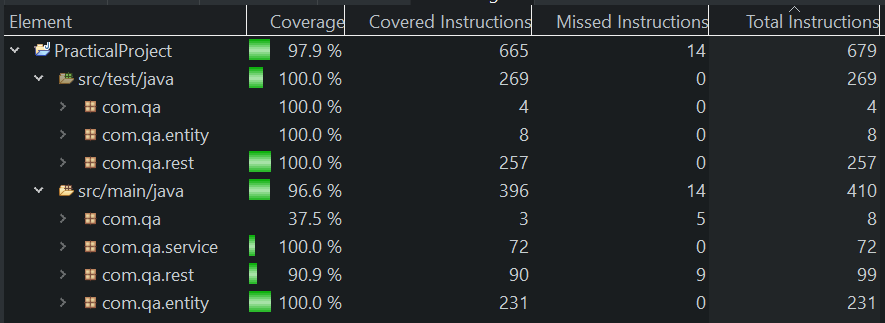 Element Coverage Covered Instructions Missed Instructions Total Instructions
PracticalProject 97.9 % 665 14 679
src/test/java 100.0 % 269 0 269
com.qa 100.0 % 4 0 4
com.qa.entity 100.0 % 8 0 8
com.qa.rest 100.0 % 257 0 257
src/main/java 96.6 % 396 14 410
com.qa 37.5 % 3 5 8
com.qa.service 100.0 % 72 0 72
com.qa.rest 90.9 % 90 9 99
com.qa.entity 100.0 % 231 0 231